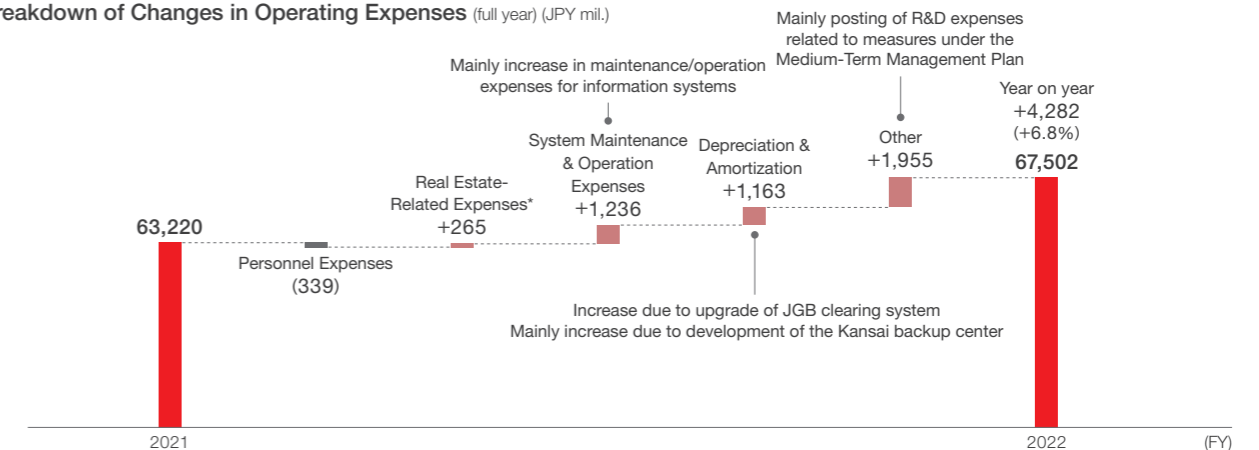 reakdown of Changes in Operating Expenses (full year) (JPY mil.)
Mainly posting of R&D expenses
related to measures under the
Medium-Term Management Plan
Mainly increase in maintenance/operation
expenses for information systems
Year on year
+4,282
(+6.8%)
67,502
Other
+1,955
System Maintenance
& Operation
Expenses
+1,236
Depreciation &
Amortization
+1,163
Real Estate-
Related Expenses*
+265
63,220
Personnel Expenses
(339)
Increase due to upgrade of JGB clearing system
Mainly increase due to development of the Kansai backup center
2021
2022
(FY)